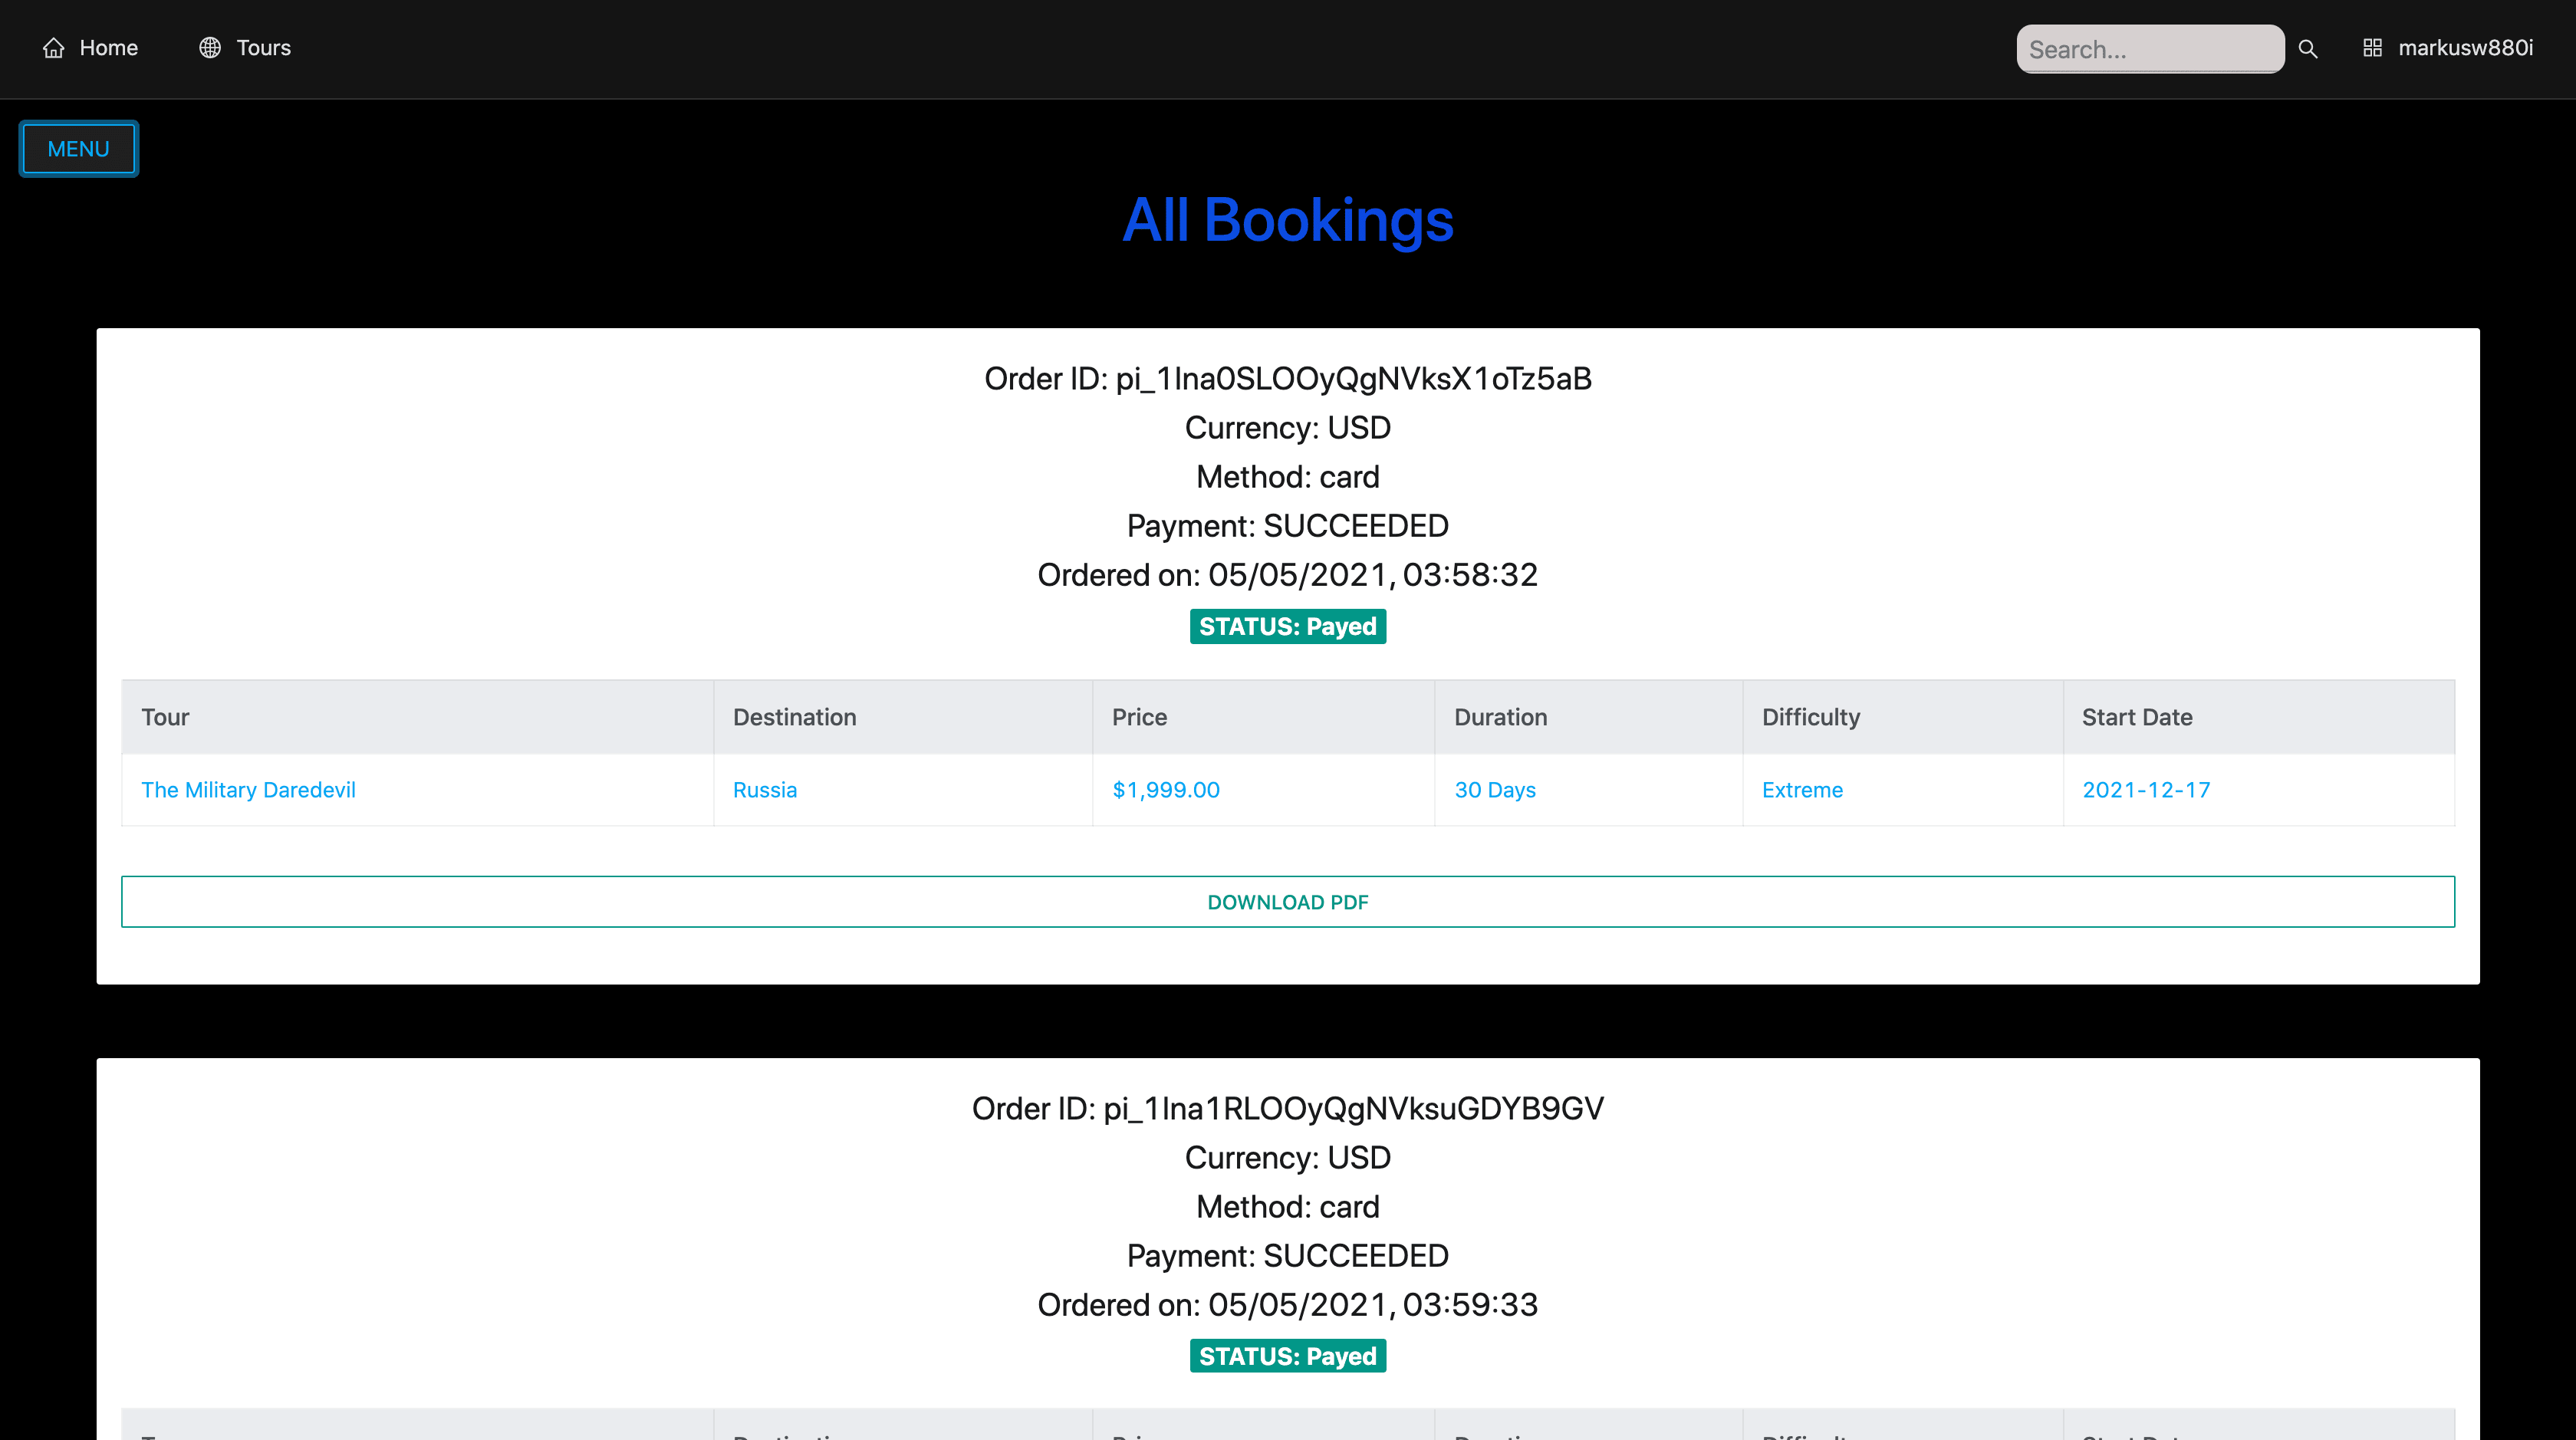 Home Tours Search... markusw880i
MENU
All Bookings
Order ID: pi_1Ina0SLOOyQgNVksX1oTz5aB
Currency: USD
Method: card
Payment: SUCCEEDED
Ordered on: 05/05/2021, 03:58:32
STATUS: Payed
Tour Destination Price Duration Difficulty Start Date
The Military Daredevil Russia $1,999.00 30 Days Extreme 2021-12-17
DOWNLOAD PDF
Order ID: pi_1Ina1RLOOyQgNVksuGDYB9GV
Currency: USD
Method: card
Payment: SUCCEEDED
Ordered on: 05/05/2021, 03:59:33
STATUS: Payed